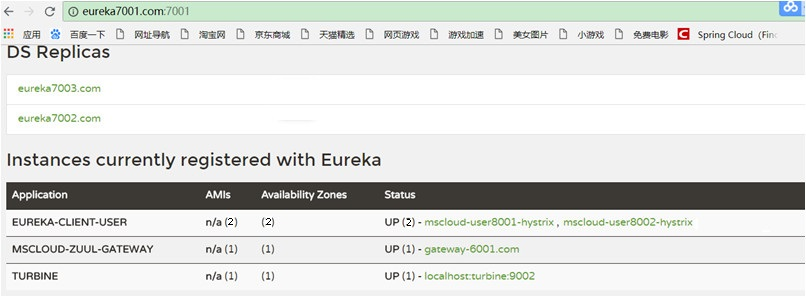 eureka7001.com:7001
应用 百度一下 网址导航 淘宝网 京东商城 天猫精选 网页游戏 游戏加速 美女图片 小游戏 免费电影 Spring Cloud（Finc
DS Replicas
eureka7003.com
eureka7002.com
Instances currently registered with Eureka
Application AMIs Availability Zones Status
EUREKA-CLIENT-USER n/a (2) (2) UP (2) - mscloud-user8001-hystrix , mscloud-user8002-hystrix
MSCLOUD-ZUUL-GATEWAY n/a (1) (1) UP (1) - gateway-6001.com
TURBINE n/a (1) (1) UP (1) - localhost:turbine:9002